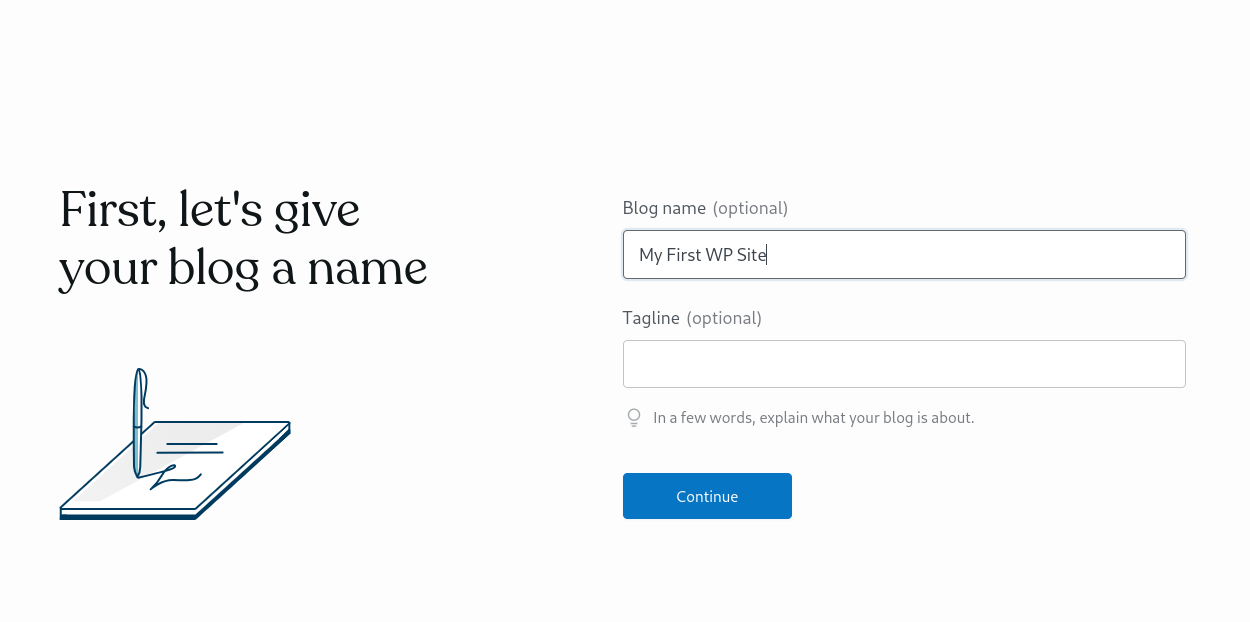 First, let's give
your blog a name
Blog name (optional)
My First WP Site
Tagline (optional)
In a few words, explain what your blog is about.
Continue